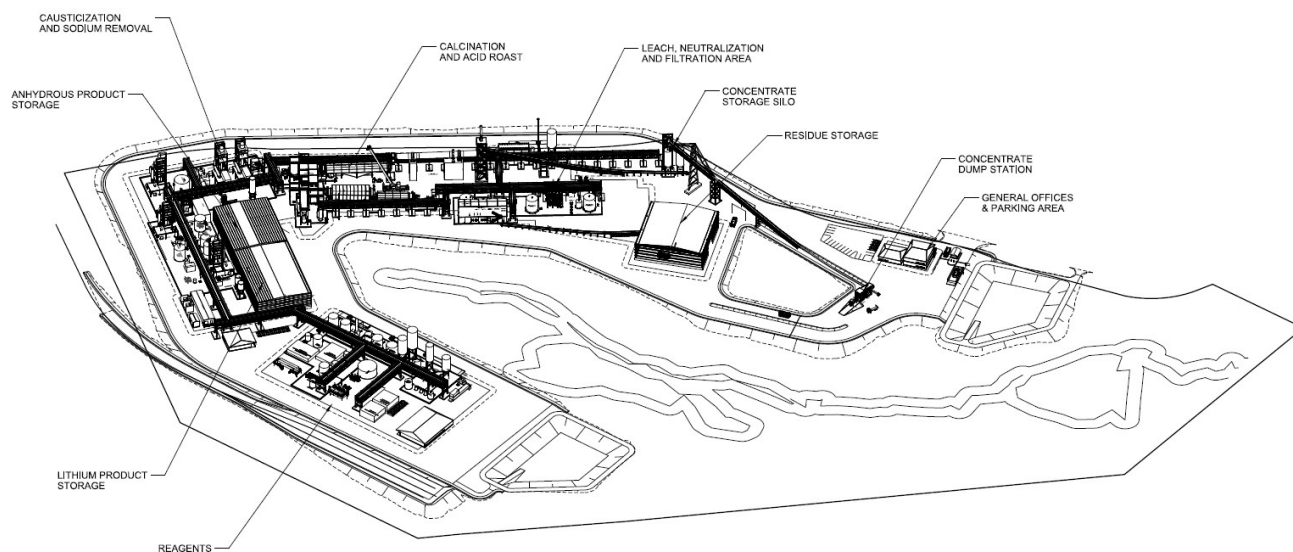 CAUSTICIZATION
AND SODIUM REMOVAL
CALCINATION
AND ACID ROAST
LEACH, NEUTRALIZATION
AND FILTRATION AREA
ANHYDROUS PRODUCT
STORAGE
CONCENTRATE
STORAGE SILO
RESIDUE STORAGE
CONCENTRATE
DUMP STATION
GENERAL OFFICES
& PARKING AREA
LITHIUM PRODUCT
STORAGE
REAGENTS